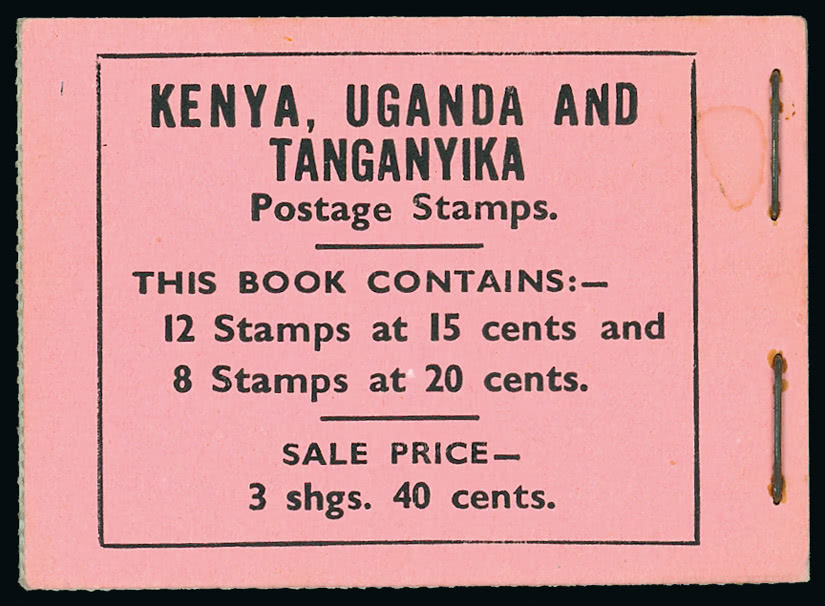 KENYA, UGANDA AND
TANGANYIKA
Postage Stamps.
THIS BOOK CONTAINS:—
12 Stamps at 15 cents and
8 Stamps at 20 cents.
SALE PRICE—
3 shgs. 40 cents.